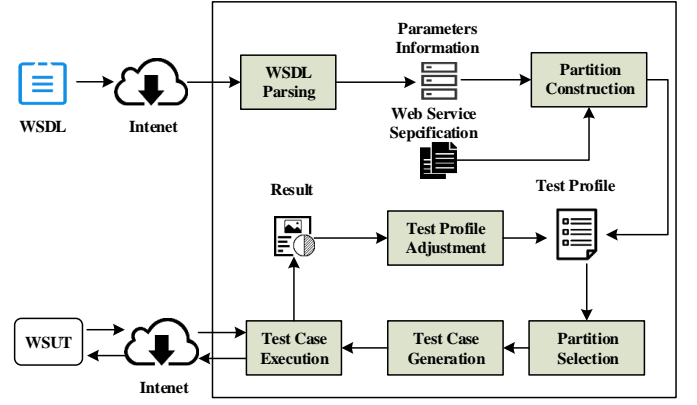 Parameters
Information
WSDL
Parsing
Partition
Construction
WSDL
Intenet
Web Service
Sepcification
Result
Test Profile
Test Profile
Adjustment
WSUT
Test Case
Execution
Test Case
Generation
Partition
Selection
Intenet